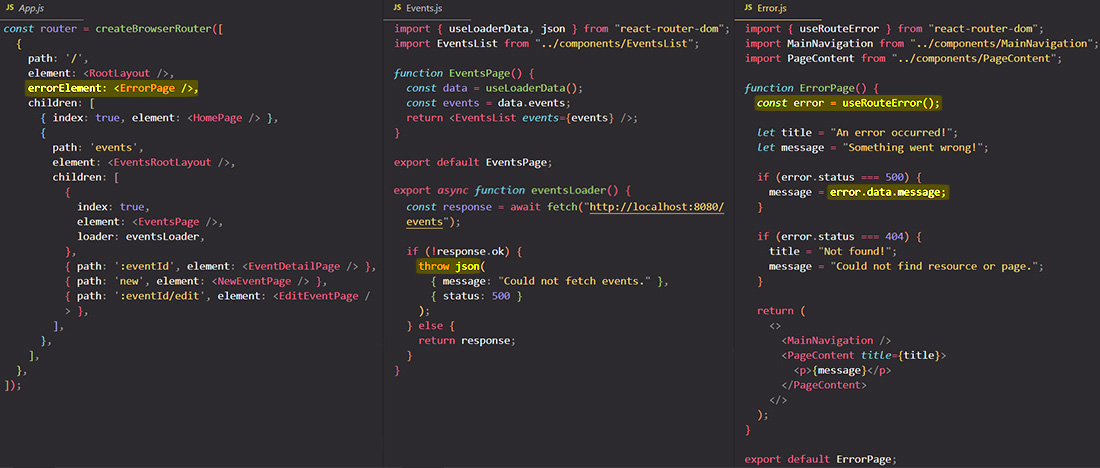 JS App.js
const router = createBrowserRouter([
  {
    path: '/',
    element: <RootLayout />,
    errorElement: <ErrorPage />,
    children: [
      { index: true, element: <HomePage /> },
      {
        path: 'events',
        element: <EventsRootLayout />,
        children: [
          {
            index: true,
            element: <EventsPage />,
            loader: eventsLoader,
          },
          { path: ':eventId', element: <EventDetailPage /> },
          { path: 'new', element: <NewEventPage /> },
          { path: ':eventId/edit', element: <EditEventPage /
          > },
        ],
      },
    ],
  },
]);
JS Events.js
import { useLoaderData, json } from "react-router-dom";
import EventsList from "../components/EventsList";

function EventsPage() {
  const data = useLoaderData();
  const events = data.events;
  return <EventsList events={events} />;
}

export default EventsPage;

export async function eventsLoader() {
  const response = await fetch("http://localhost:8080/
  events");

  if (!response.ok) {
    throw json(
      { message: "Could not fetch events." },
      { status: 500 }
    );
  } else {
    return response;
  }
}
JS Error.js
import { useRouteError } from "react-router-dom";
import MainNavigation from "../components/MainNavigation";
import PageContent from "../components/PageContent";

function ErrorPage() {
  const error = useRouteError();

  let title = "An error occurred!";
  let message = "Something went wrong!";

  if (error.status === 500) {
    message = error.data.message;
  }

  if (error.status === 404) {
    title = "Not found!";
    message = "Could not find resource or page.";
  }

  return (
    <>
      <MainNavigation />
      <PageContent title={title}>
        <p>{message}</p>
      </PageContent>
    </>
  );
}

export default ErrorPage;